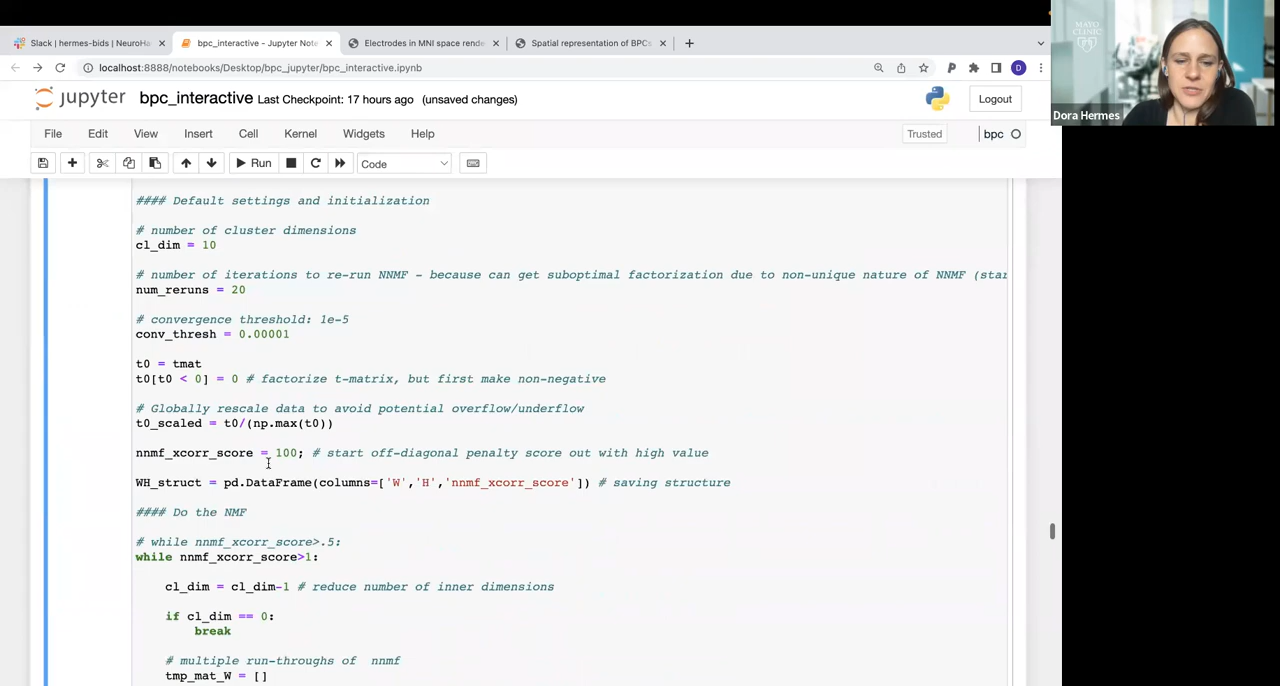 Slack | hermes-bids | NeuroHa
bpc_interactive - Jupyter Note
Electrodes in MNI space rende
Spatial representation of BPCs
localhost:8888/notebooks/Desktop/bpc_jupyter/bpc_interactive.ipynb
D
MAYO
CLINIC
Dora Hermes
jupyter
bpc_interactive Last Checkpoint: 17 hours ago (unsaved changes)
Logout
File Edit View Insert Cell Kernel Widgets Help
Trusted
bpc
Run
Code
#### Default settings and initialization
# number of cluster dimensions
cl_dim = 10
# number of iterations to re-run NNMF - because can get suboptimal factorization due to non-unique nature of NNMF (star
num_reruns = 20
# convergence threshold: 1e-5
conv_thresh = 0.00001
t0 = tmat
t0[t0 < 0] = 0 # factorize t-matrix, but first make non-negative
# Globally rescale data to avoid potential overflow/underflow
t0_scaled = t0/(np.max(t0))
nnmf_xcorr_score = 100; # start off-diagonal penalty score out with high value
WH_struct = pd.DataFrame(columns=['W','H','nnmf_xcorr_score']) # saving structure
#### Do the NMF
# while nnmf_xcorr_score>.5:
while nnmf_xcorr_score>1:
cl_dim = cl_dim-1 # reduce number of inner dimensions
if cl_dim == 0:
break
# multiple run-throughs of  nnmf
tmp_mat_W = []